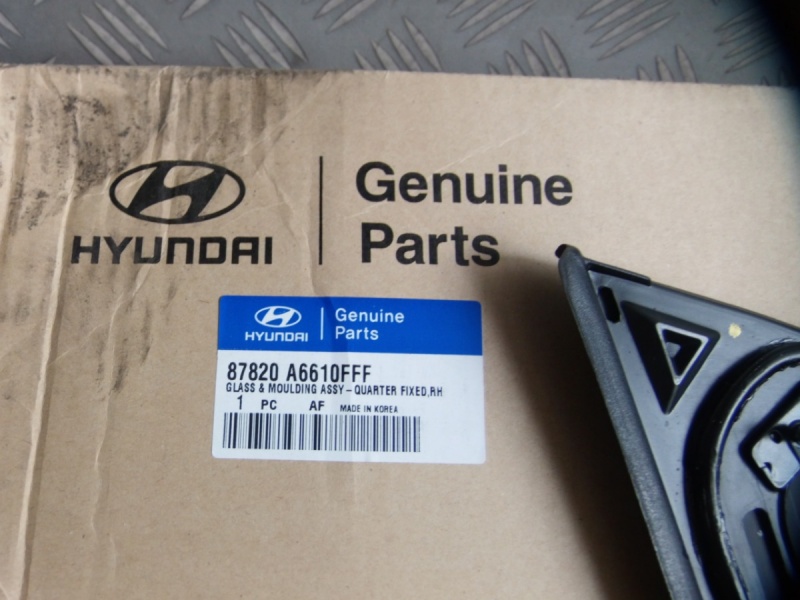 HYUNDAI
Genuine
Parts
HYUNDAI
Genuine
Parts
87820 A6610FFF
GLASS & MOULDING ASSY-QUARTER FIXED,RH
1 PC AF MADE IN KOREA